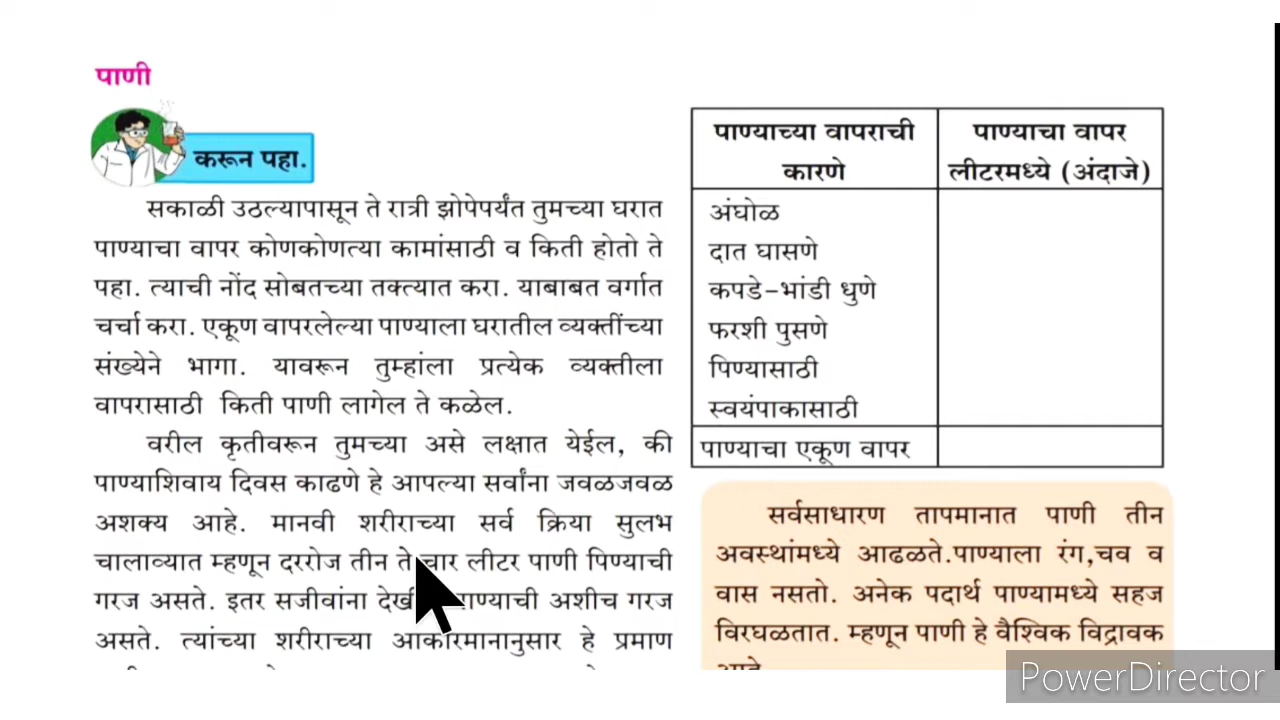 पाणी
करून पहा.
सकाळी उठल्यापासून ते रात्री झोपेपर्यंत तुमच्या घरात
पाण्याचा वापर कोणकोणत्या कामांसाठी व किती होतो ते
पहा. त्याची नोंद सोबतच्या तक्त्यात करा. याबाबत वर्गात
चर्चा करा. एकूण वापरलेल्या पाण्याला घरातील व्यक्तींच्या
संख्येने भागा. यावरून तुम्हांला प्रत्येक व्यक्तीला
वापरासाठी किती पाणी लागेल ते कळेल.
वरील कृतीवरून तुमच्या असे लक्षात येईल, की
पाण्याशिवाय दिवस काढणे हे आपल्या सर्वांना जवळजवळ
अशक्य आहे. मानवी शरीराच्या सर्व क्रिया सुलभ
चालाव्यात म्हणून दररोज तीन ते चार लीटर पाणी पिण्याची
गरज असते. इतर सजीवांना अशीच गरज
असते. त्यांच्या शरीराच्या आकारमानानुसार हे प्रमाण
पाण्याच्या वापराची कारणे
पाण्याचा वापर लीटरमध्ये (अंदाजे)
अंघोळ
दात घासणे
कपडे-भांडी धुणे
फरशी पुसणे
पिण्यासाठी
स्वयंपाकासाठी
पाण्याचा एकूण वापर
सर्वसाधारण तापमानात पाणी तीन
अवस्थांमध्ये आढळते.पाण्याला रंग,चव व
वास नसतो. अनेक पदार्थ पाण्यामध्ये सहज
विरघळतात. म्हणून पाणी हे वैश्विक विद्रावक
PowerDirector